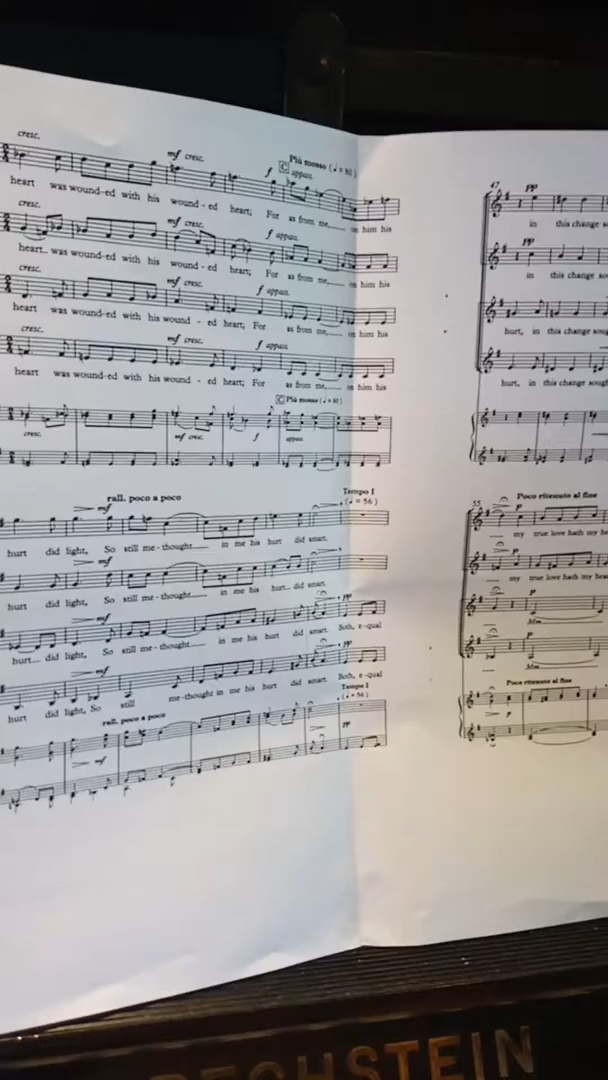 cresc.
mf cresc.
f
C Più mosso (♩= 80)
appass.
heart was wound-ed with his wound - ed heart; For as from me, on him his
cresc.
mf cresc.
f appass.
heart was wound-ed with his wound - ed heart; For as from me, on him his
cresc.
mf cresc.
f appass.
heart was wound-ed with his wound - ed heart; For as from me, on him his
cresc.
mf cresc.
f appass.
heart was wound-ed with his wound - ed heart; For as from me, on him his
C Più mosso (♩= 80)
cresc.
mf cresc.
f
appass.
rall. poco a poco
Tempo I
(♩= 56)
mf
hurt did light, So still me-thought in me his hurt did smart.
mf
hurt did light, So still me-thought in me his hurt did smart.
mf
pp
hurt did light, So still me-thought in me his hurt did smart. Both, e-qual
mf
pp
hurt did light, So still me-thought in me his hurt did smart. Both, e-qual
rall. poco a poco
Tempo I
(♩= 56)
mf
pp
47
pp
in this change
pp
in this change
hurt, in this change
hurt, in this change
55
Poco ritenuto al fine
p
my true love hath my
p
my true love hath my
p
Mm
p
Mm
Poco ritenuto al fine
p
BECHSTEIN